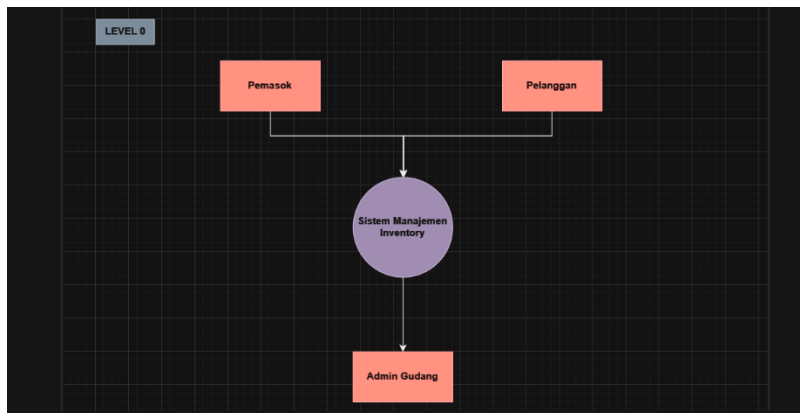 LEVEL 0
Pemasok
Pelanggan
Sistem Manajemen
Inventory
Admin Gudang